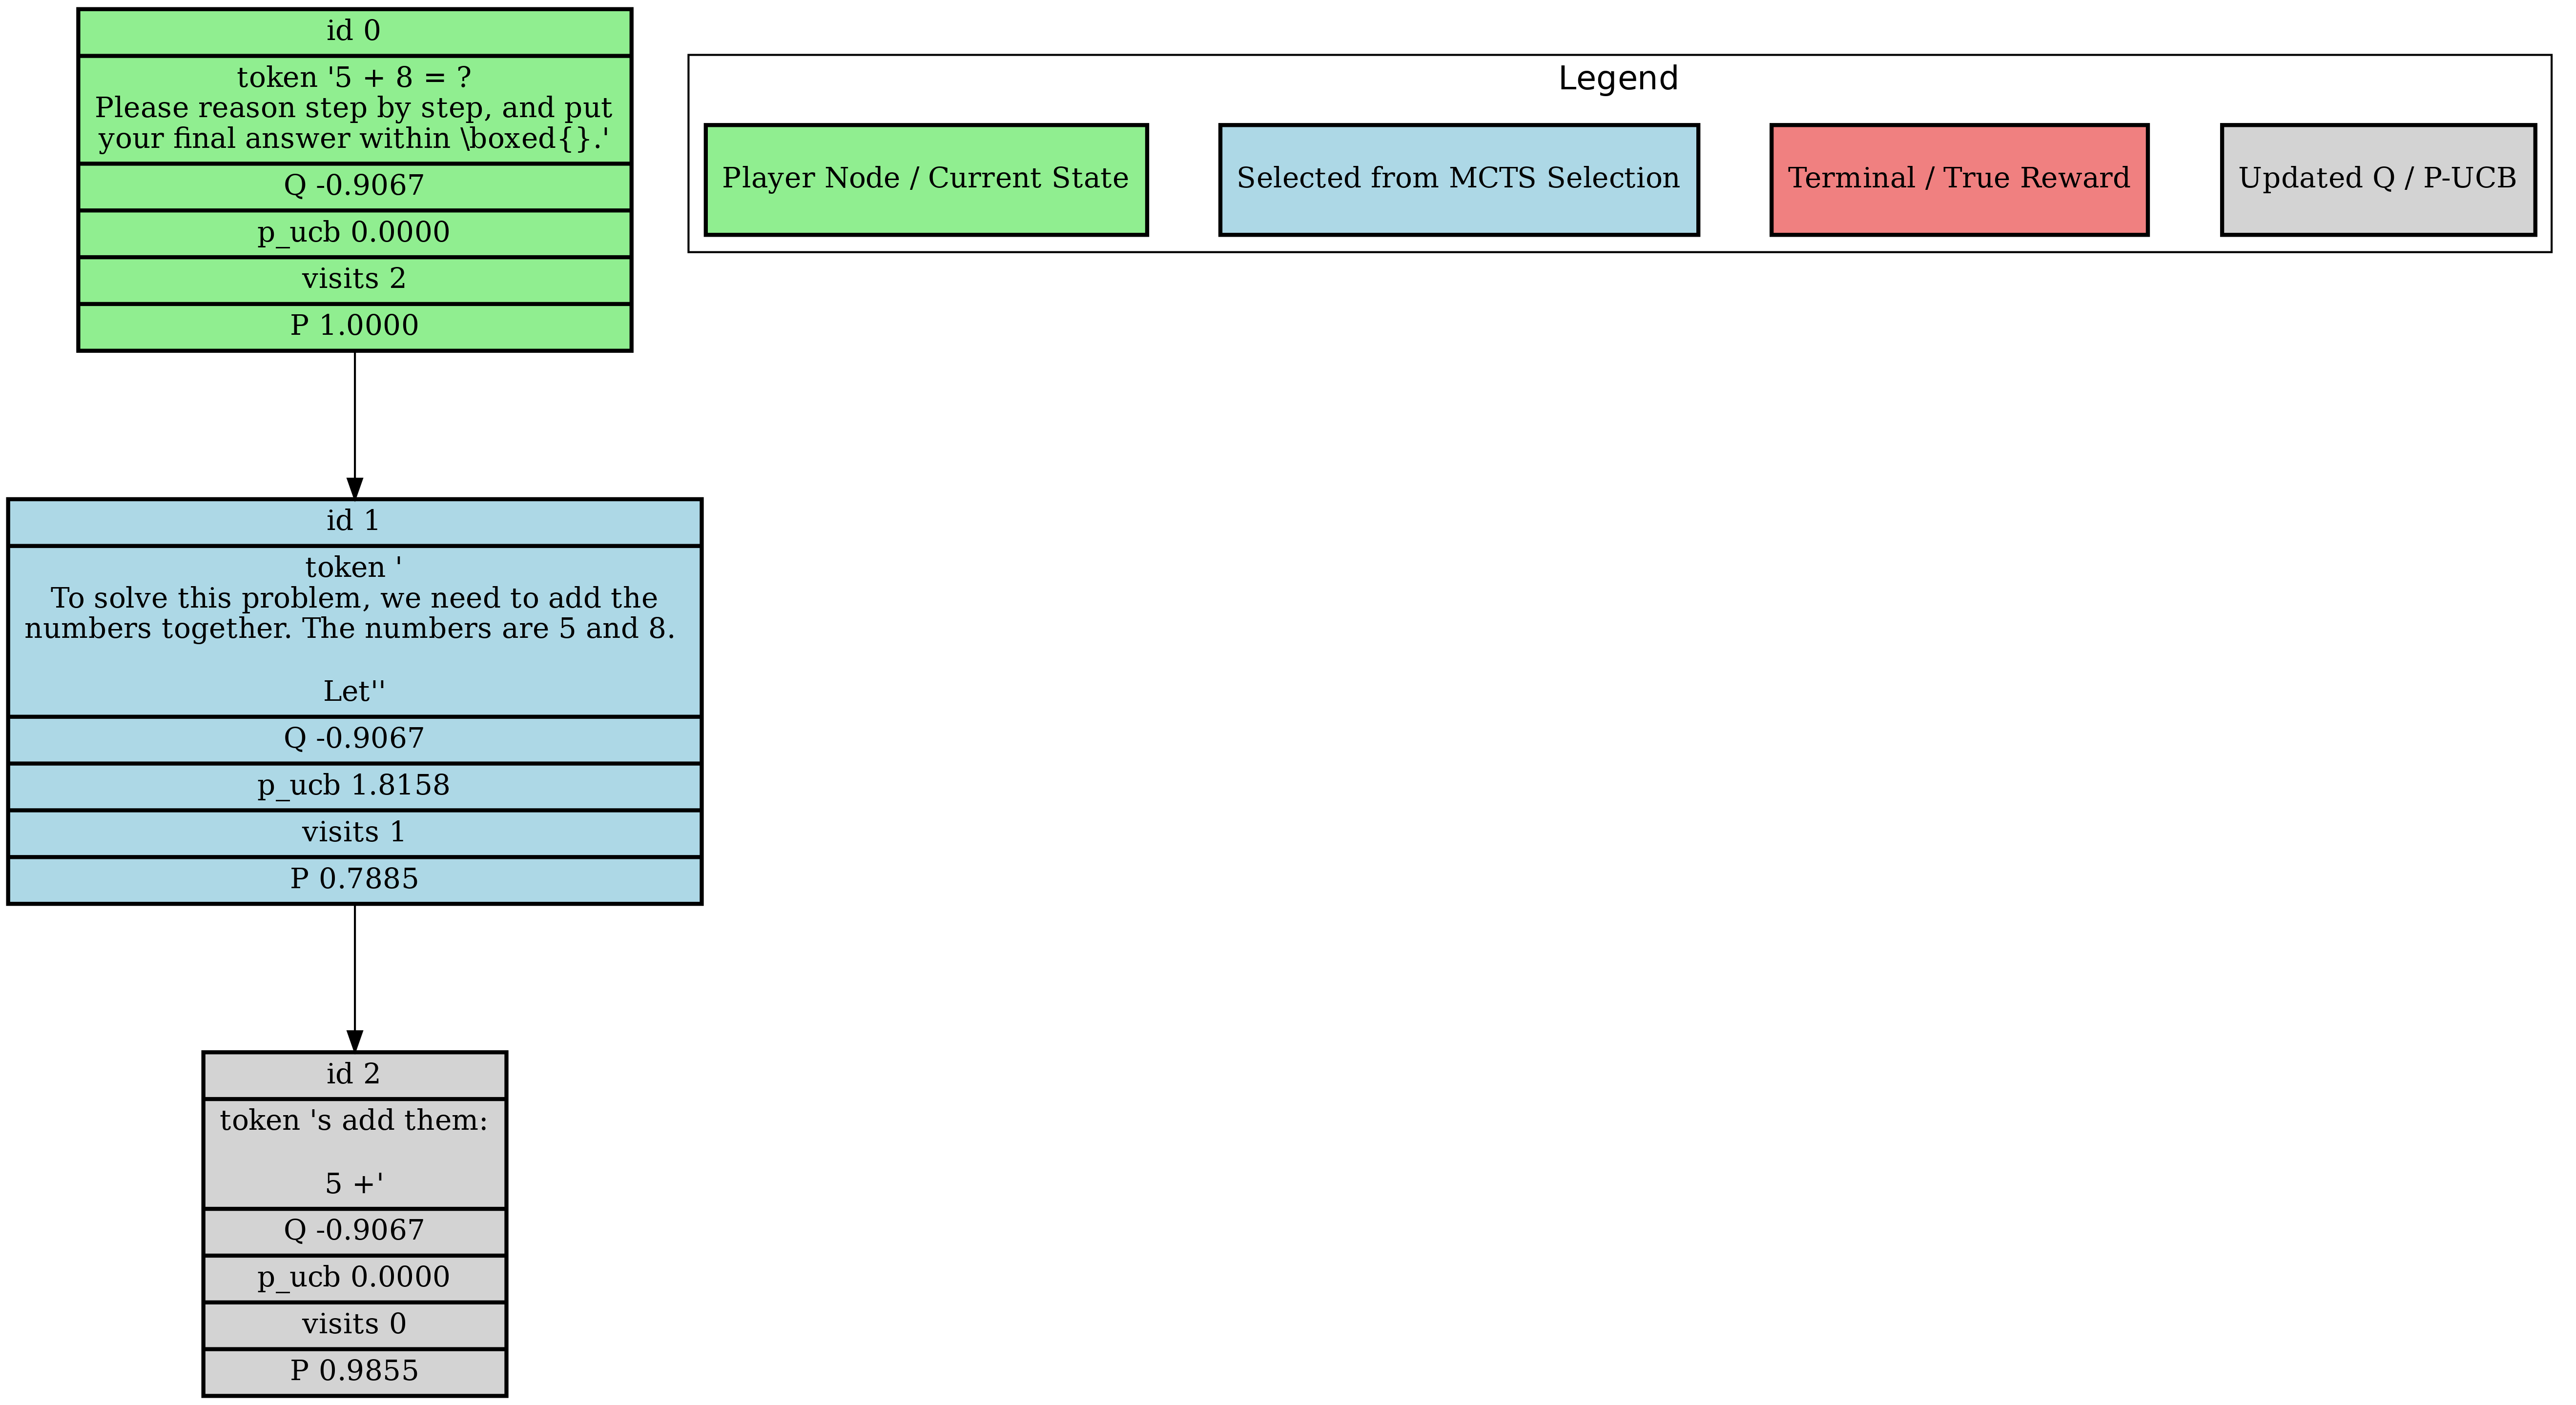 id 0
token '5 + 8 = ?
Please reason step by step, and put
your final answer within \boxed{}.'
Q -0.9067
p_ucb 0.0000
visits 2
P 1.0000
Legend
Player Node / Current State
Selected from MCTS Selection
Terminal / True Reward
Updated Q / P-UCB
id 1
token '
To solve this problem, we need to add the
numbers together. The numbers are 5 and 8.
Let''
Q -0.9067
p_ucb 1.8158
visits 1
P 0.7885
id 2
token 's add them:
5 +'
Q -0.9067
p_ucb 0.0000
visits 0
P 0.9855